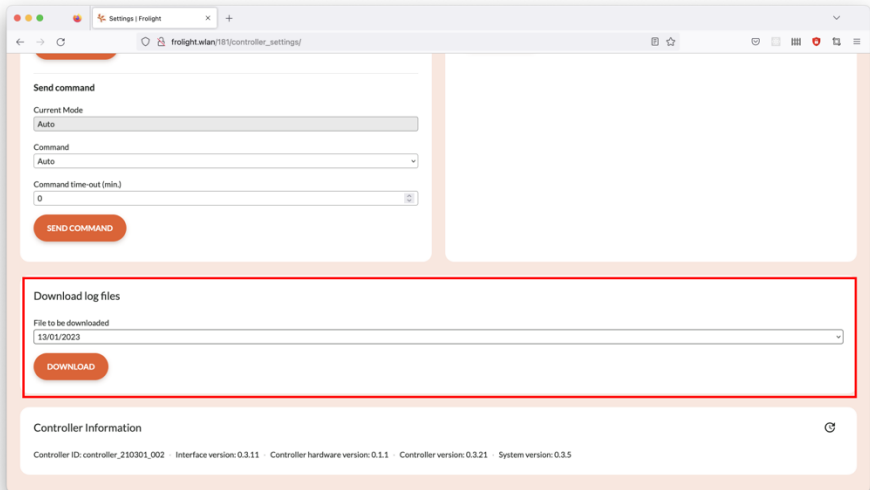 Settings | Frolight
frolight.wlan/181/controller_settings/
Send command
Current Mode
Auto
Command
Auto
Command time-out (min.)
0
SEND COMMAND
Download log files
File to be downloaded
13/01/2023
DOWNLOAD
Controller Information
Controller ID: controller_210301_002 · Interface version: 0.3.11 · Controller hardware version: 0.1.1 · Controller version: 0.3.21 · System version: 0.3.5